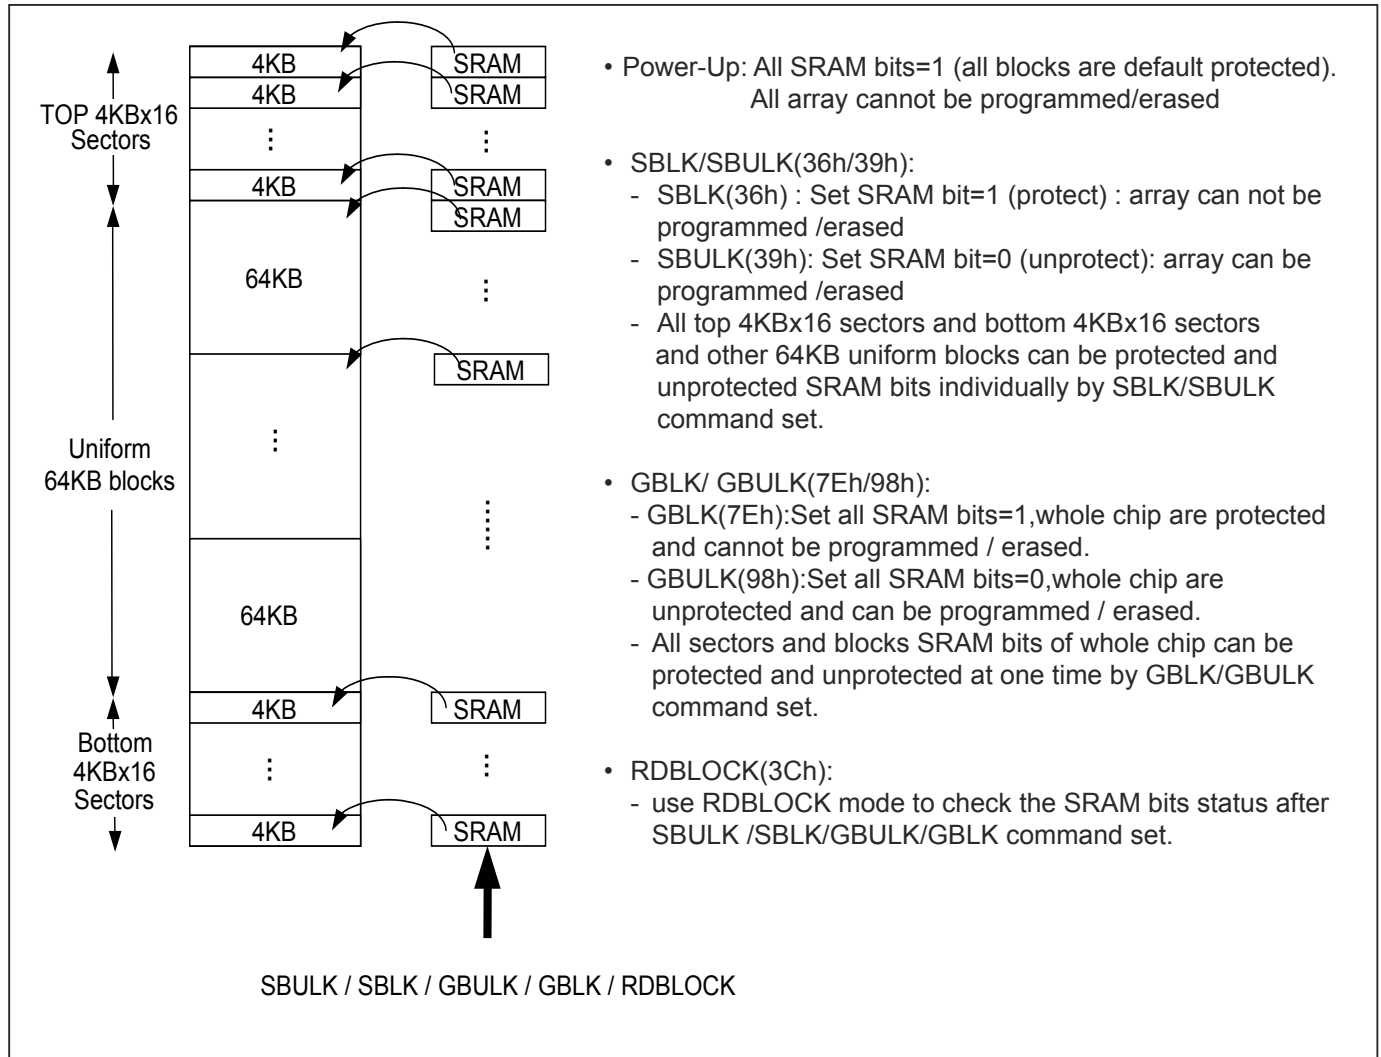 4KB
SRAM
4KB
SRAM
TOP 4KBx16
Sectors
⋮
⋮
4KB
SRAM
SRAM
64KB
⋮
SRAM
Uniform
64KB blocks
⋮
64KB
4KB
SRAM
Bottom
4KBx16
Sectors
⋮
⋮
4KB
SRAM
SBULK / SBLK / GBULK / GBLK / RDBLOCK
• Power-Up: All SRAM bits=1 (all blocks are default protected).
All array cannot be programmed/erased
• SBLK/SBULK(36h/39h):
- SBLK(36h) : Set SRAM bit=1 (protect) : array can not be
programmed /erased
- SBULK(39h): Set SRAM bit=0 (unprotect): array can be
programmed /erased
- All top 4KBx16 sectors and bottom 4KBx16 sectors
and other 64KB uniform blocks can be protected and
unprotected SRAM bits individually by SBLK/SBULK
command set.
• GBLK/ GBULK(7Eh/98h):
- GBLK(7Eh):Set all SRAM bits=1,whole chip are protected
and cannot be programmed / erased.
- GBULK(98h):Set all SRAM bits=0,whole chip are
unprotected and can be programmed / erased.
- All sectors and blocks SRAM bits of whole chip can be
protected and unprotected at one time by GBLK/GBULK
command set.
• RDBLOCK(3Ch):
- use RDBLOCK mode to check the SRAM bits status after
SBULK /SBLK/GBULK/GBLK command set.